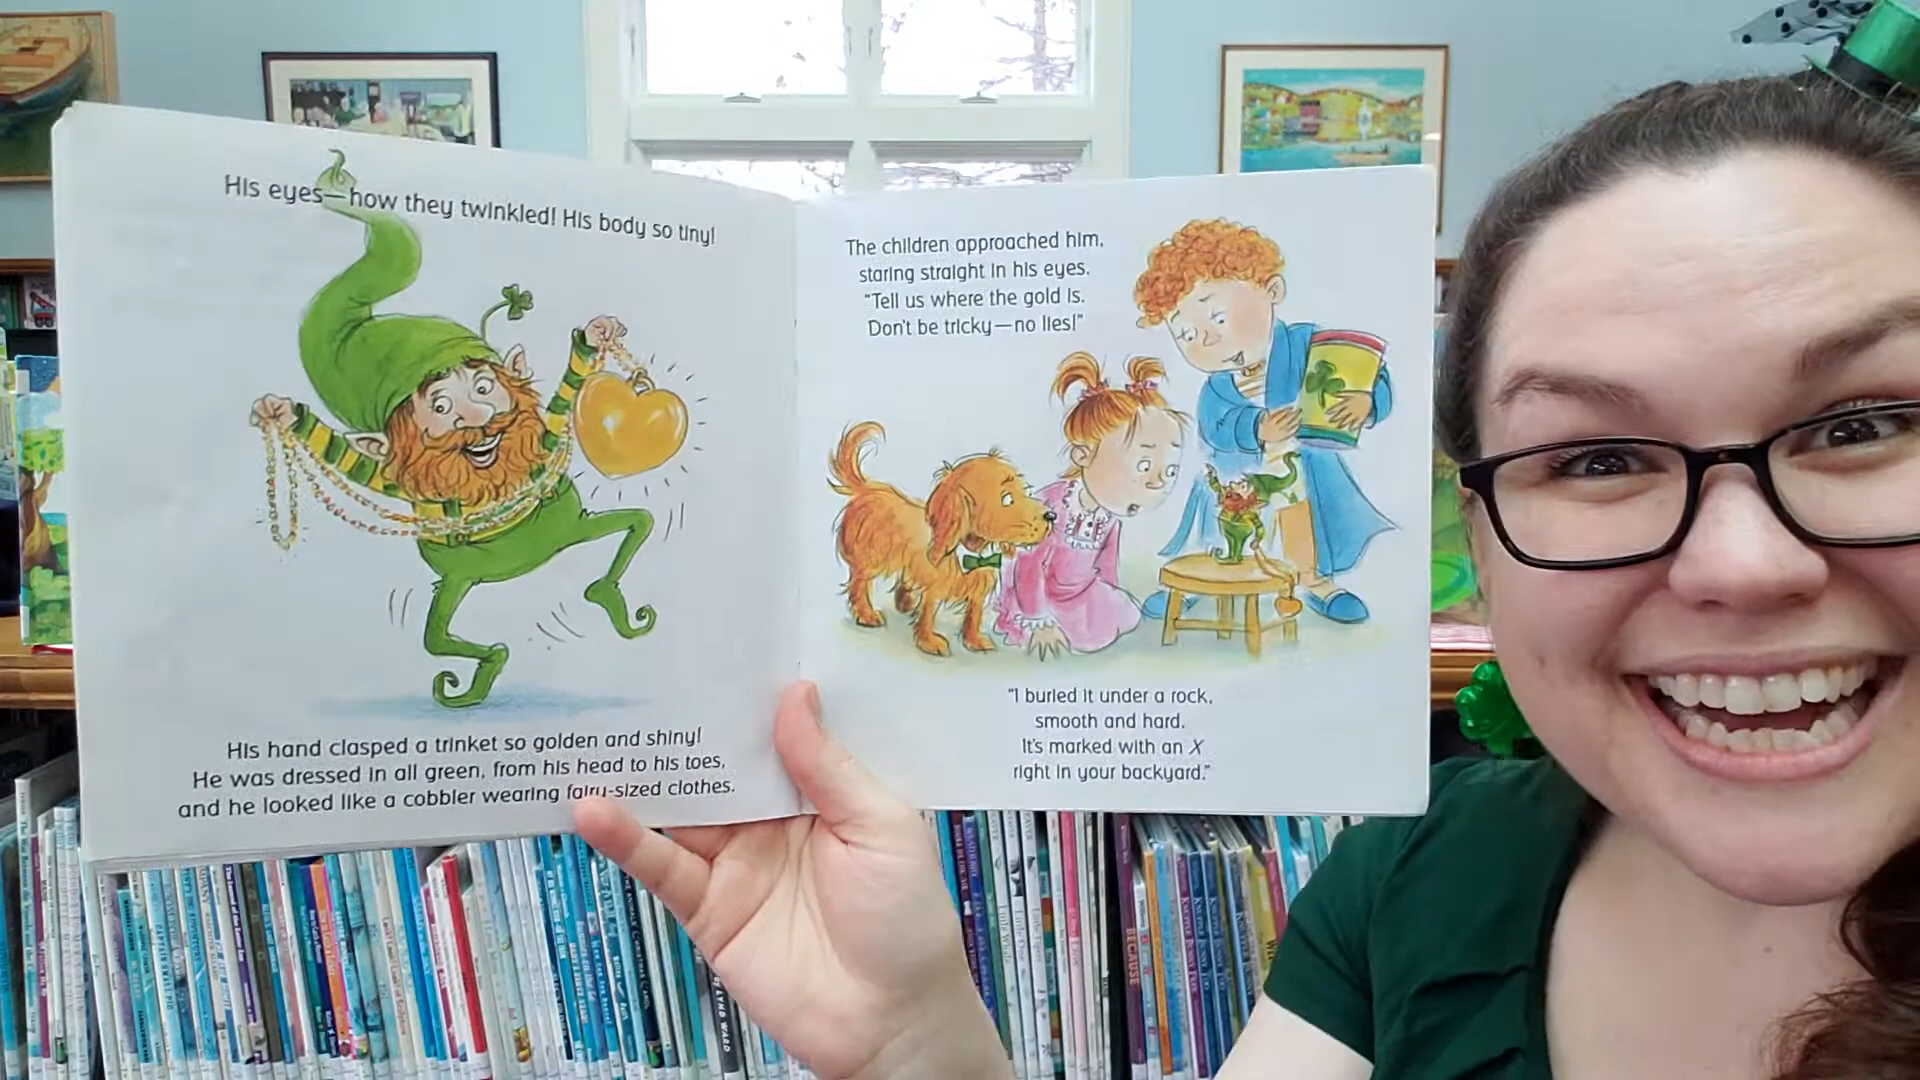 His eyes—how they twinkled! His body so tiny!
His hand clasped a trinket so golden and shiny!
He was dressed in all green, from his head to his toes,
and he looked like a cobbler wearing fairy-sized clothes.
The children approached him,
staring straight in his eyes.
"Tell us where the gold is.
Don't be tricky—no lies!"
"I buried it under a rock,
smooth and hard.
It's marked with an X
right in your backyard."
BECAUSE
LYND WARD